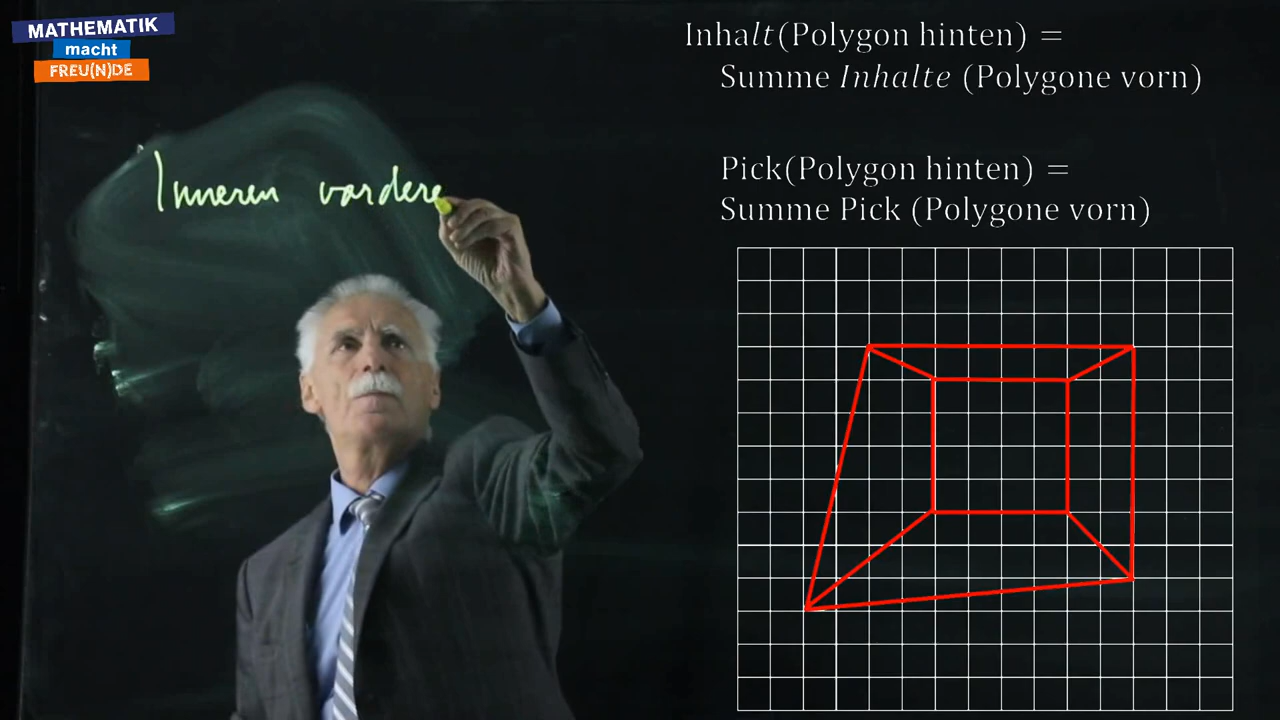 MATHEMATIK
macht
FREU(N)DE
Inhalt(Polygon hinten) =
Summe Inhalte (Polygone vorn)
Pick(Polygon hinten) =
Summe Pick (Polygone vorn)
Inneren vordere